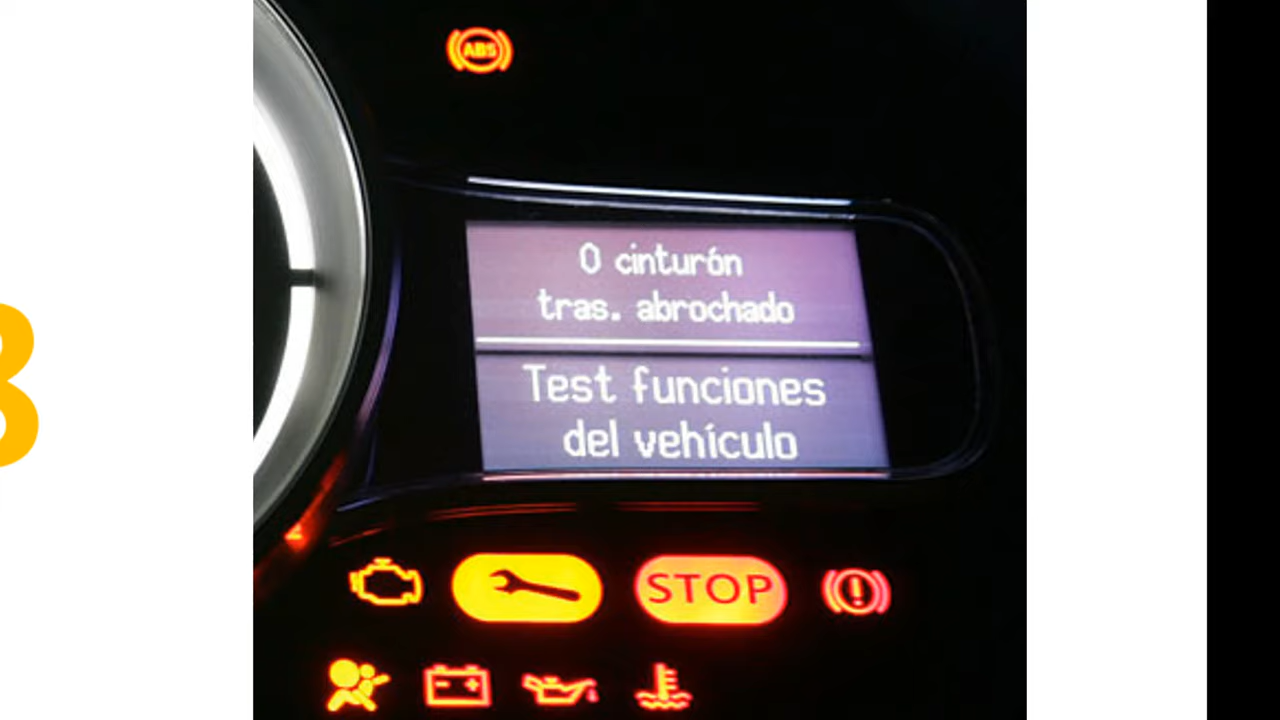 ABS
0 cinturón
tras. abrochado
Test funciones
del vehículo
STOP